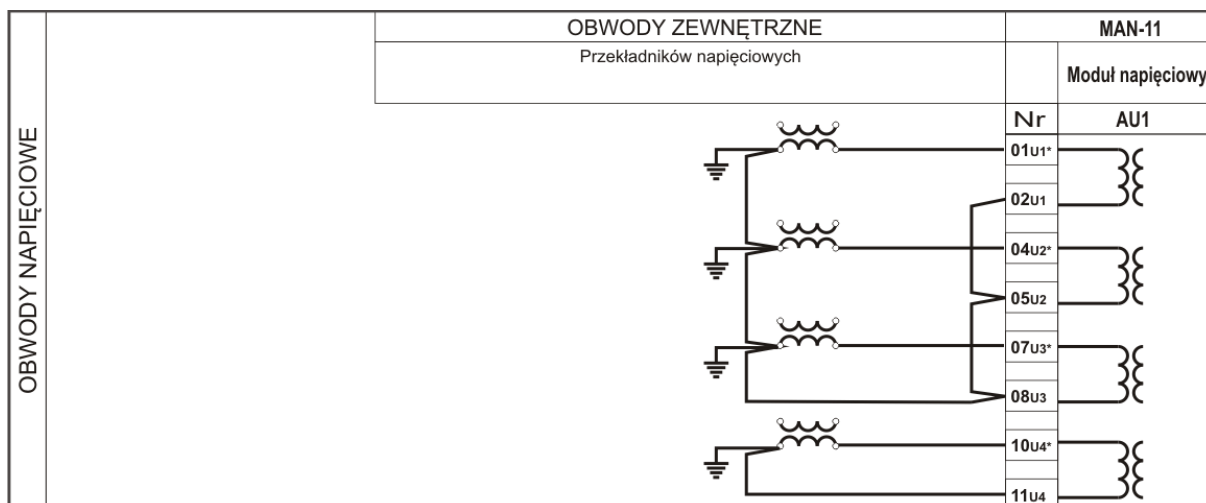 OBWODY ZEWNĘTRZNE
MAN-11
Przekładników napięciowych
Moduł napięciowy
Nr
AU1
OBWODY NAPIĘCIOWE
01U1*
02U1
04U2*
05U2
07U3*
08U3
10U4*
11U4